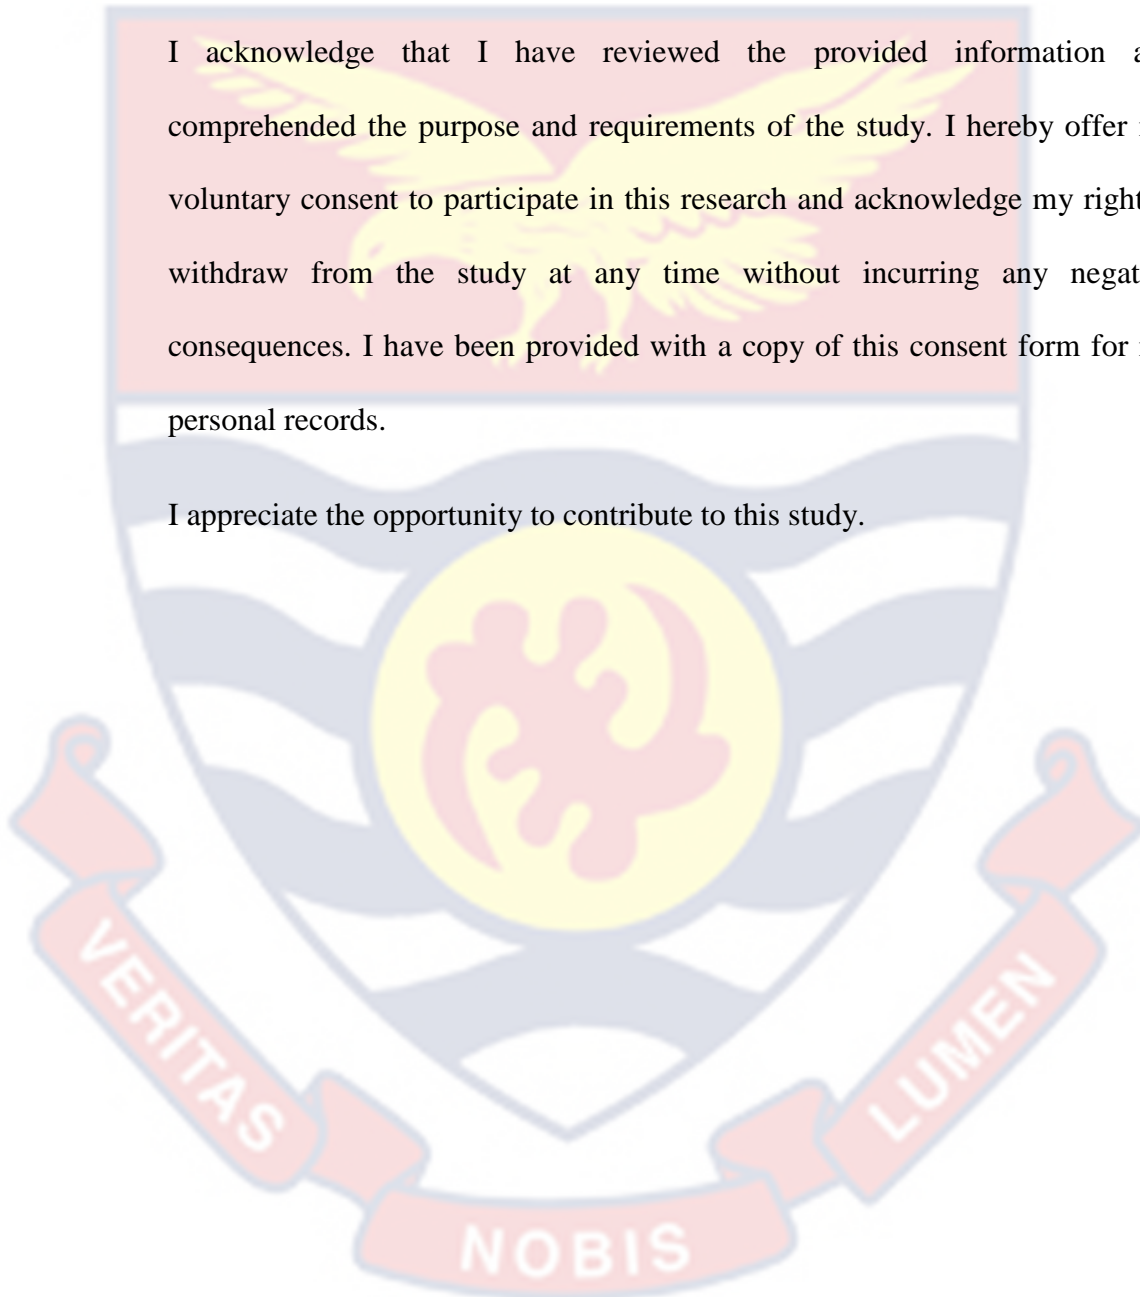 I acknowledge that I have reviewed the provided information a
comprehended the purpose and requirements of the study. I hereby offer
voluntary consent to participate in this research and acknowledge my right
withdraw from the study at any time without incurring any negat
consequences. I have been provided with a copy of this consent form for
personal records.
I appreciate the opportunity to contribute to this study.
VERITAS
NOBIS
LUMEN